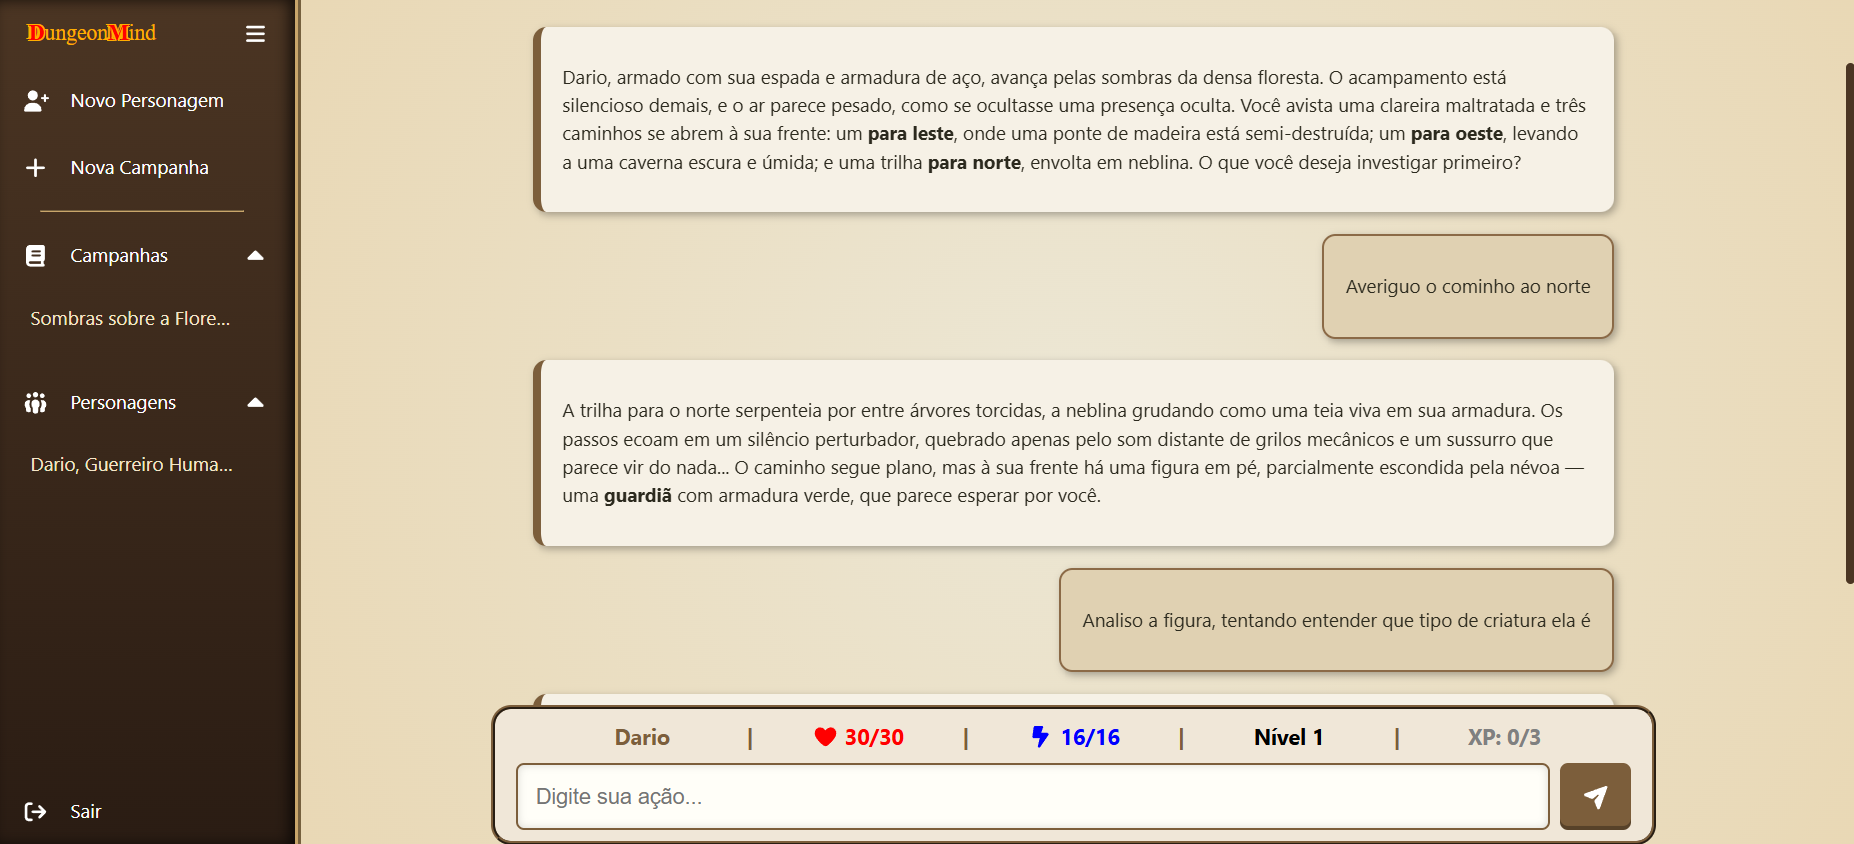 DungeonMind
Novo Personagem
Nova Campanha
Campanhas
Sombras sobre a Flore...
Personagens
Dario, Guerreiro Huma...
Sair
Dario, armado com sua espada e armadura de aço, avança pelas sombras da densa floresta. O acampamento está
silencioso demais, e o ar parece pesado, como se ocultasse uma presença oculta. Você avista uma clareira maltratada e três
caminhos se abrem à sua frente: um para leste, onde uma ponte de madeira está semi-destruída; um para oeste, levando
a uma caverna escura e úmida; e uma trilha para norte, envolta em neblina. O que você deseja investigar primeiro?
Averiguo o cominho ao norte
A trilha para o norte serpenteia por entre árvores torcidas, a neblina grudando como uma teia viva em sua armadura. Os
passos ecoam em um silêncio perturbador, quebrado apenas pelo som distante de grilos mecânicos e um sussurro que
parece vir do nada... O caminho segue plano, mas à sua frente há uma figura em pé, parcialmente escondida pela névoa —
uma guardiã com armadura verde, que parece esperar por você.
Analiso a figura, tentando entender que tipo de criatura ela é
Dario | 30/30 | 16/16 | Nível 1 | XP: 0/3
Digite sua ação...